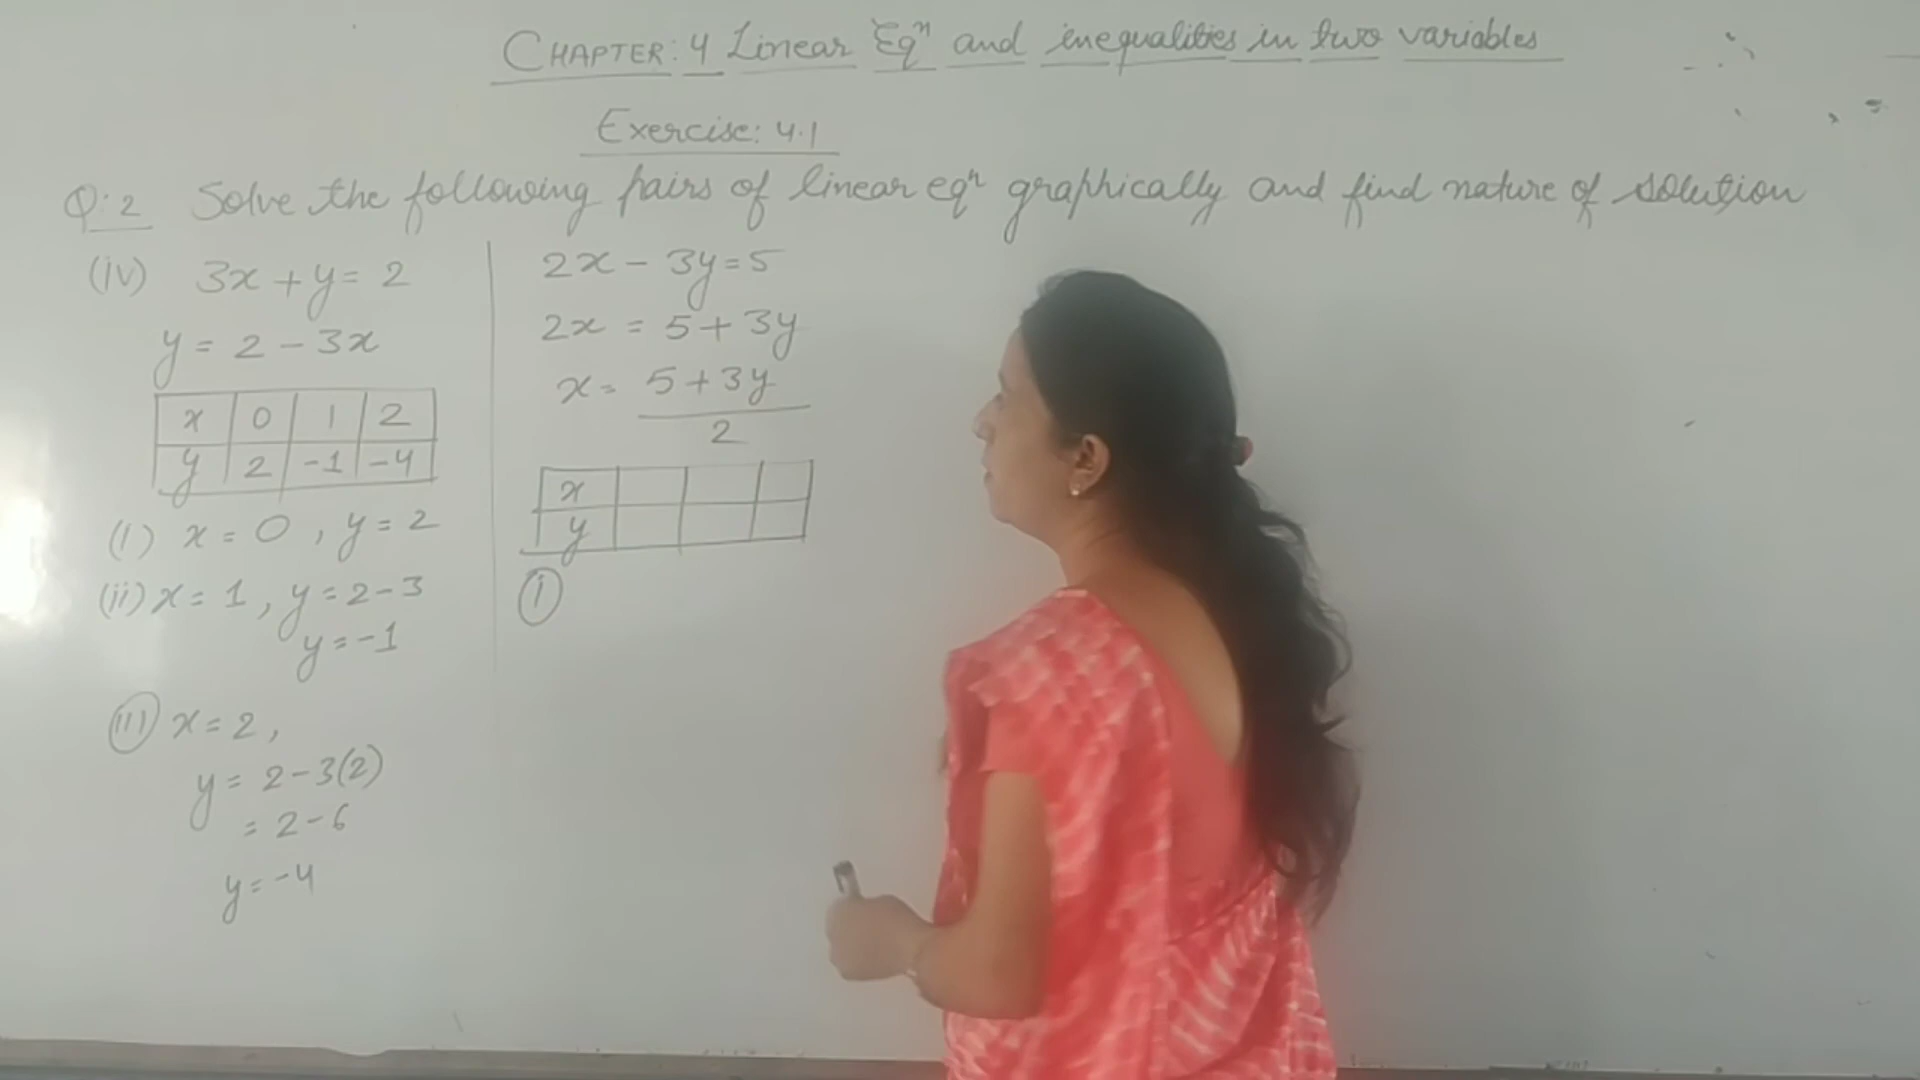 CHAPTER: 4 Linear Eqⁿ and inequalities in two variables
Exercise: 4.1
Q:2 Solve the following pairs of linear eqⁿ graphically and find nature of solution
(iv) 3x + y = 2
y = 2 - 3x
x 0 1 2
y 2 -1 -4
(i) x = 0, y = 2
(ii) x = 1, y = 2-3
y = -1
(iii) x = 2,
y = 2-3(2)
= 2-6
y = -4
2x - 3y = 5
2x = 5 + 3y
x = 5 + 3y
2
x
y
(i)